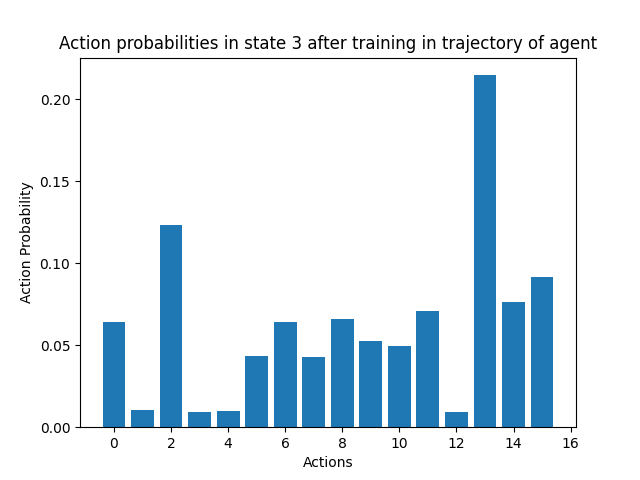 Action probabilities in state 3 after training in trajectory of agent
0.20
0.15
0.10
0.05
0.00
Action Probability
0 2 4 6 8 10 12 14 16
Actions